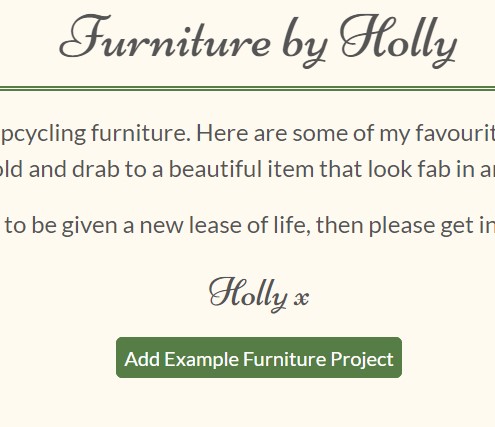 Furniture by Holly
pcycling furniture. Here are some of my favourit
old and drab to a beautiful item that look fab in a
to be given a new lease of life, then please get in
Holly x
Add Example Furniture Project